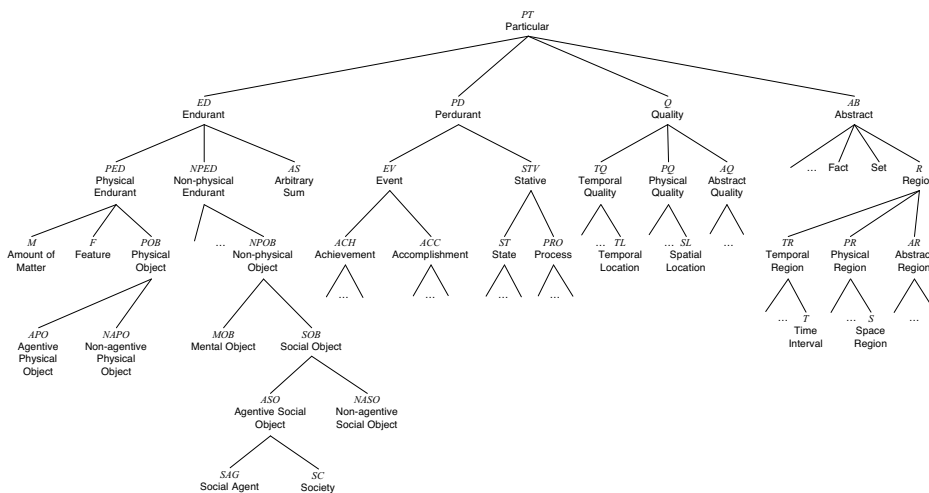 PT
Particular
ED
Endurant
PD
Perdurant
Q
Quality
AB
Abstract
PED
Physical
Endurant
NPED
Non-physical
Endurant
AS
Arbitrary
Sum
EV
Event
STV
Stative
TQ
Temporal
Quality
PQ
Physical
Quality
AQ
Abstract
Quality
...
Fact
Set
R
Regio
M
Amount of
Matter
F
Feature
POB
Physical
Object
...
NPOB
Non-physical
Object
ACH
Achievement
...
ACC
Accomplishment
...
ST
State
...
PRO
Process
...
... TL
Temporal
Location
... SL
Spatial
Location
...
TR
Temporal
Region
PR
Physical
Region
AR
Abstrac
Region
... T
Time
Interval
... S
Space
Region
...
APO
Agentive
Physical
Object
NAPO
Non-agentive
Physical
Object
MOB
Mental Object
SOB
Social Object
ASO
Agentive Social
Object
NASO
Non-agentive
Social Object
SAG
Social Agent
SC
Society